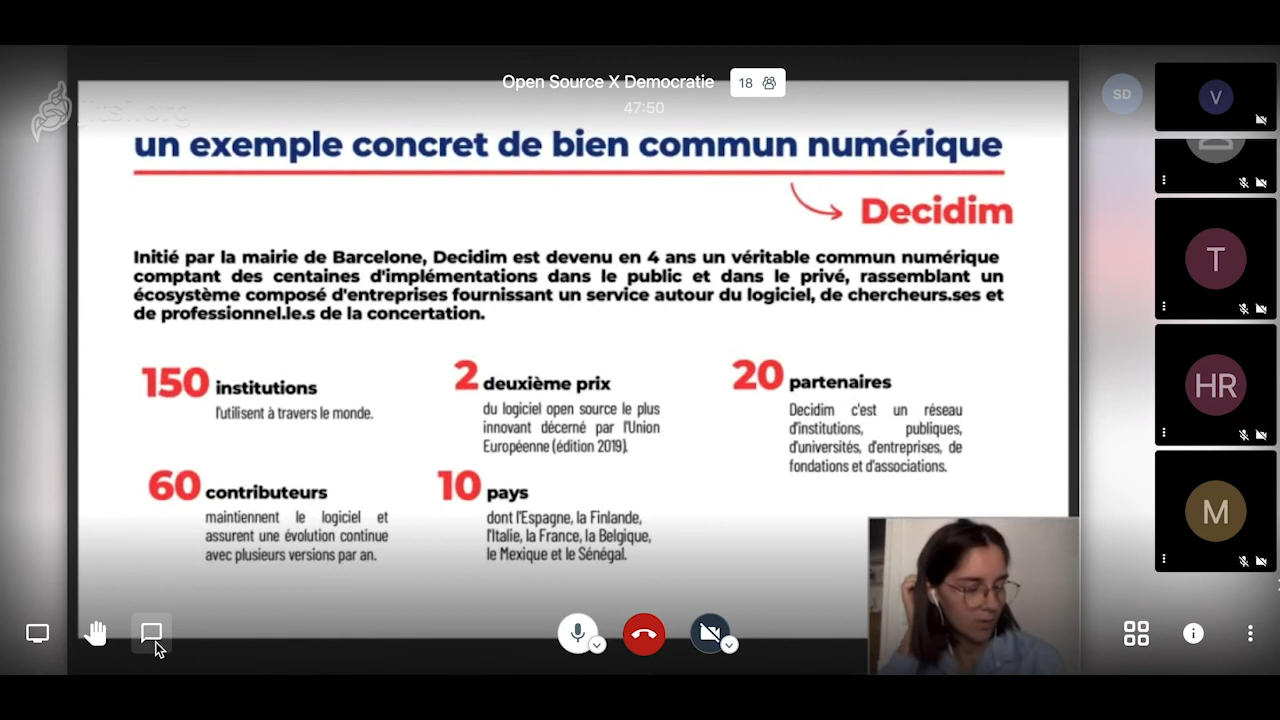 Open Source X Democratie
18
47:50
jitsi.org
SD
V
un exemple concret de bien commun numérique
Decidim
Initié par la mairie de Barcelone, Decidim est devenu en 4 ans un véritable commun numérique
comptant des centaines d'implémentations dans le public et dans le privé, rassemblant un
écosystème composé d'entreprises fournissant un service autour du logiciel, de chercheurs.ses et
de professionnel.le.s de la concertation.
150 institutions
l'utilisent à travers le monde.
2 deuxième prix
du logiciel open source le plus
innovant décerné par l'Union
Européenne (édition 2019).
20 partenaires
Decidim c'est un réseau
d'institutions, publiques,
d'universités, d'entreprises, de
fondations et d'associations.
60 contributeurs
maintiennent le logiciel et
assurent une évolution continue
avec plusieurs versions par an.
10 pays
dont l'Espagne, la Finlande,
l'Italie, la France, la Belgique,
le Mexique et le Sénégal.
T
HR
M